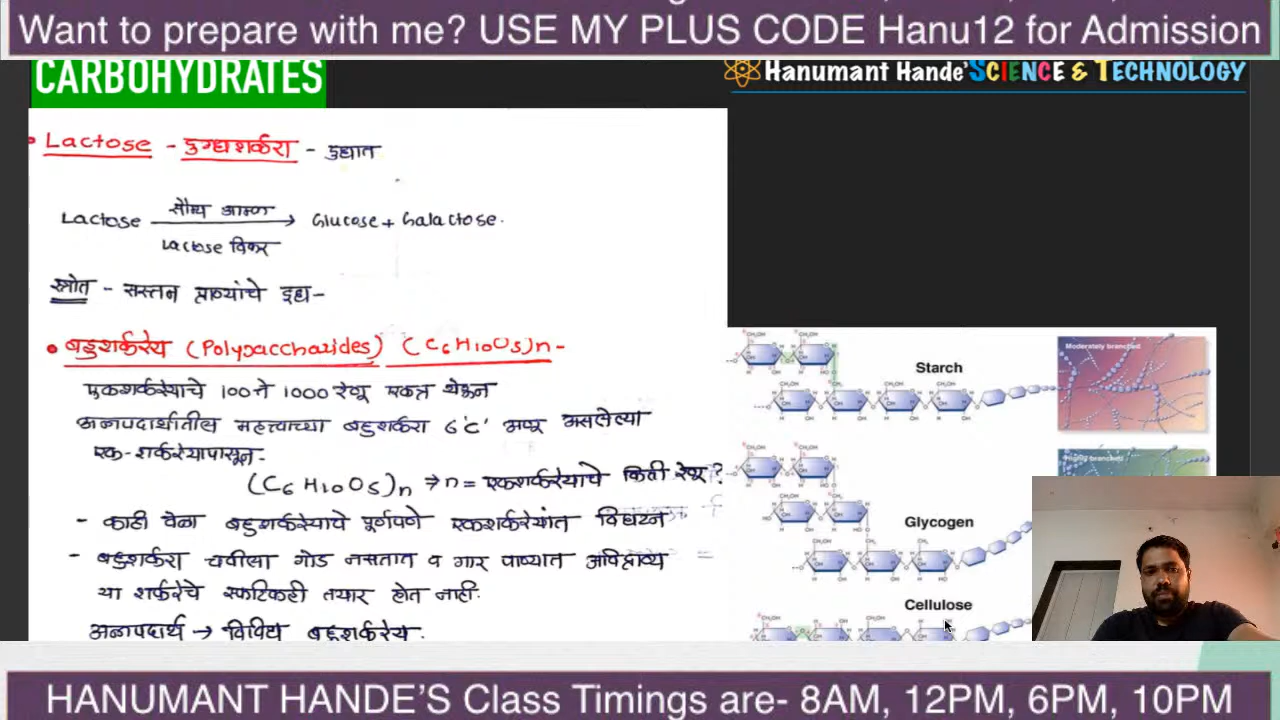 Want to prepare with me? USE MY PLUS CODE Hanu12 for Admission
CARBOHYDRATES
Hanumant Hande'SCIENCE & TECHNOLOGY
Lactose - दुग्धशर्करा - दुधात
Lactose सौम्य आम्ल → Glucose + Galactose.
Lactose विकर
स्त्रोत - सस्तन प्राण्यांचे दुध -
• बहुशर्करेय (Polysaccharides) (C6H10O5)n -
एकशर्करेयाचे 100 ते 1000 रेणू एकत्र येऊन
अन्नपदार्थातील महत्त्वाच्या बहुशर्करा 6 'c' अणू असलेल्या
एक-शर्करेयापासून-
(C6H10O5)n → n = एकशर्करेयाचे किती रेणू?
- काही वेळा बहुशर्करेयाचे पूर्णपणे एकशर्करेयांत विघटन
- बहुशर्करा चवीला गोड नसतात व गार पाण्यात अविद्राव्य
या शर्करेचे स्फटिकही तयार होत नाही.
अन्नपदार्थ → विविध बहुशर्करेय.
Starch
Moderately branched
Glycogen
Cellulose
HANUMANT HANDE'S Class Timings are- 8AM, 12PM, 6PM, 10PM